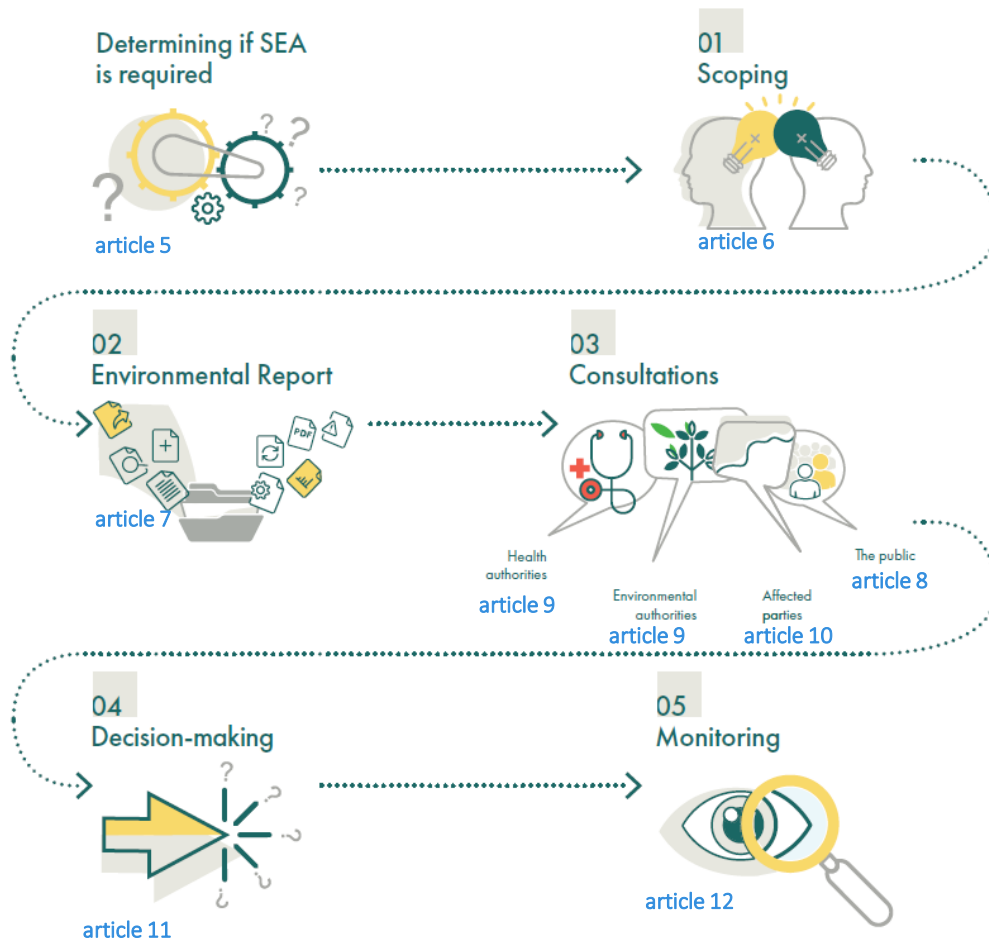 Determining if SEA
is required
article 5
01
Scoping
article 6
02
Environmental Report
PDF
article 7
03
Consultations
Health
authorities
article 9
Environmental
authorities
article 9
Affected
parties
article 10
The public
article 8
04
Decision-making
article 11
05
Monitoring
article 12